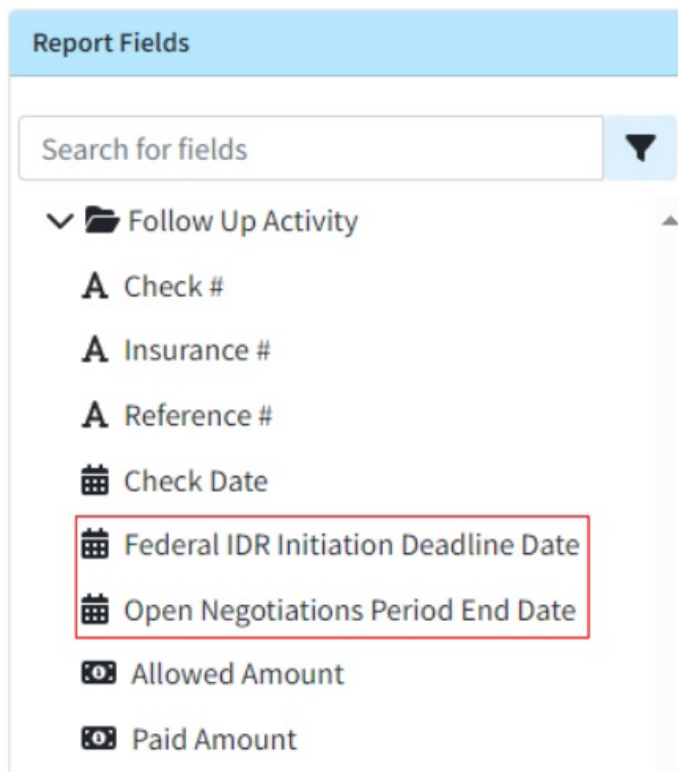 Report Fields
Search for fields
Follow Up Activity
Check #
Insurance #
Reference #
Check Date
Federal IDR Initiation Deadline Date
Open Negotiations Period End Date
Allowed Amount
Paid Amount